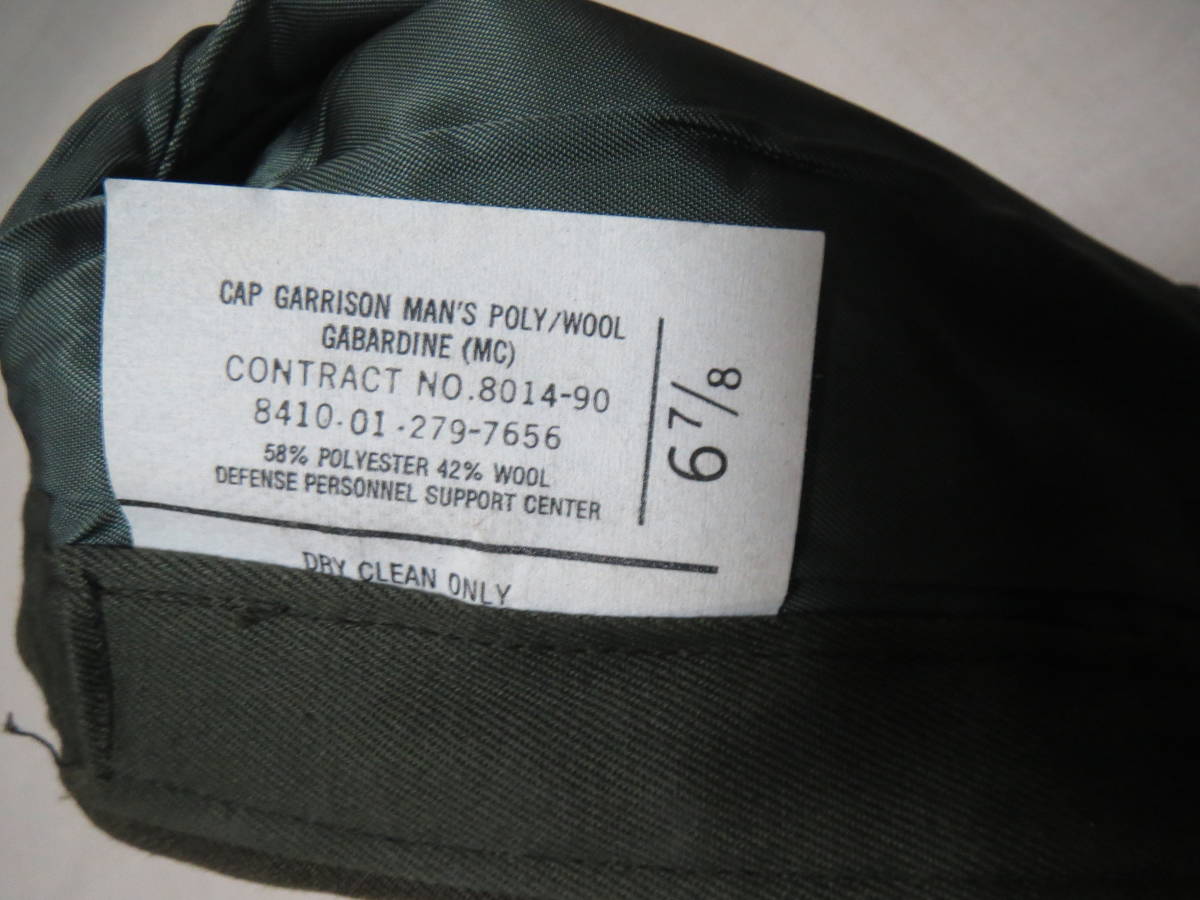 CAP GARRISON MAN'S POLY/WOOL
GABARDINE (MC)
CONTRACT NO.8014-90
8410-01-279-7656
58% POLYESTER 42% WOOL
DEFENSE PERSONNEL SUPPORT CENTER
6 7/8
DRY CLEAN ONLY